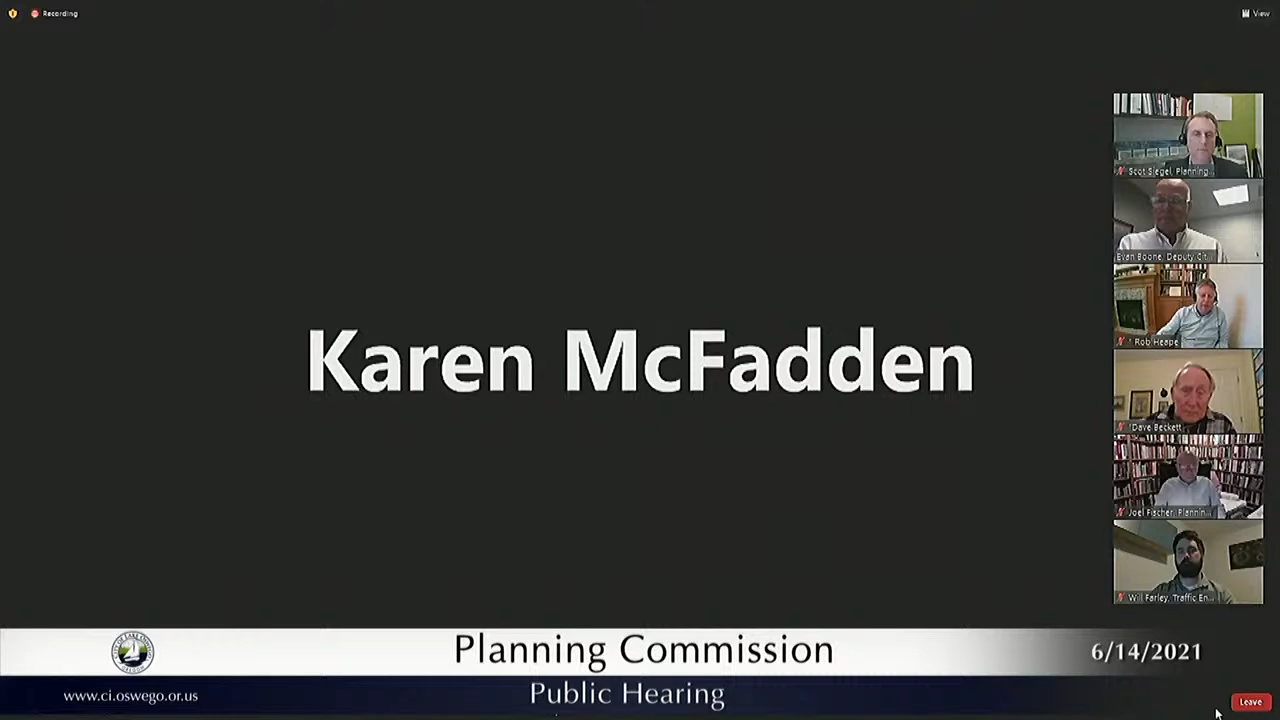 Recording
View
Karen McFadden
Scot Siegel, Planning...
Evan Boone, Deputy Cit...
* Rob Heape
*Dave Beckett
Joel Fischer, Plannin...
Will Farley, Traffic En...
Planning Commission
6/14/2021
www.ci.oswego.or.us
Public Hearing
Leave